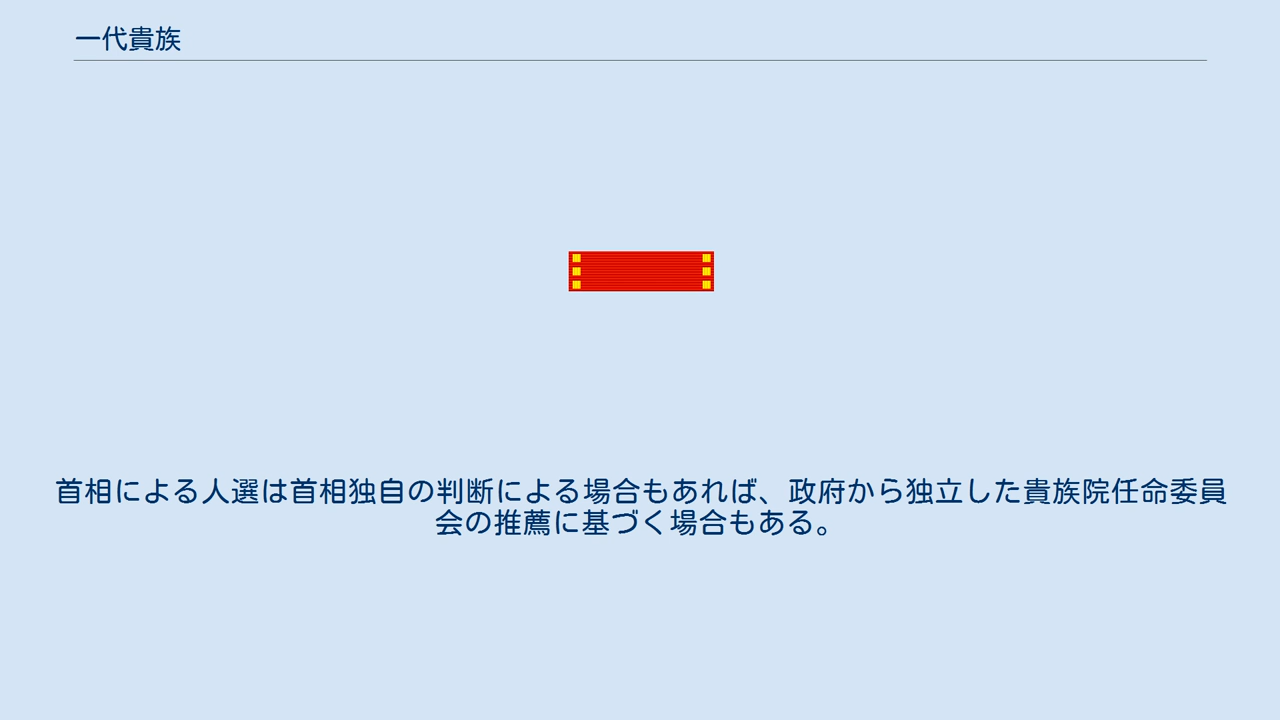 一代貴族
首相による人選は首相独自の判断による場合もあれば、政府から独立した貴族院任命委員
会の推薦に基づく場合もある。